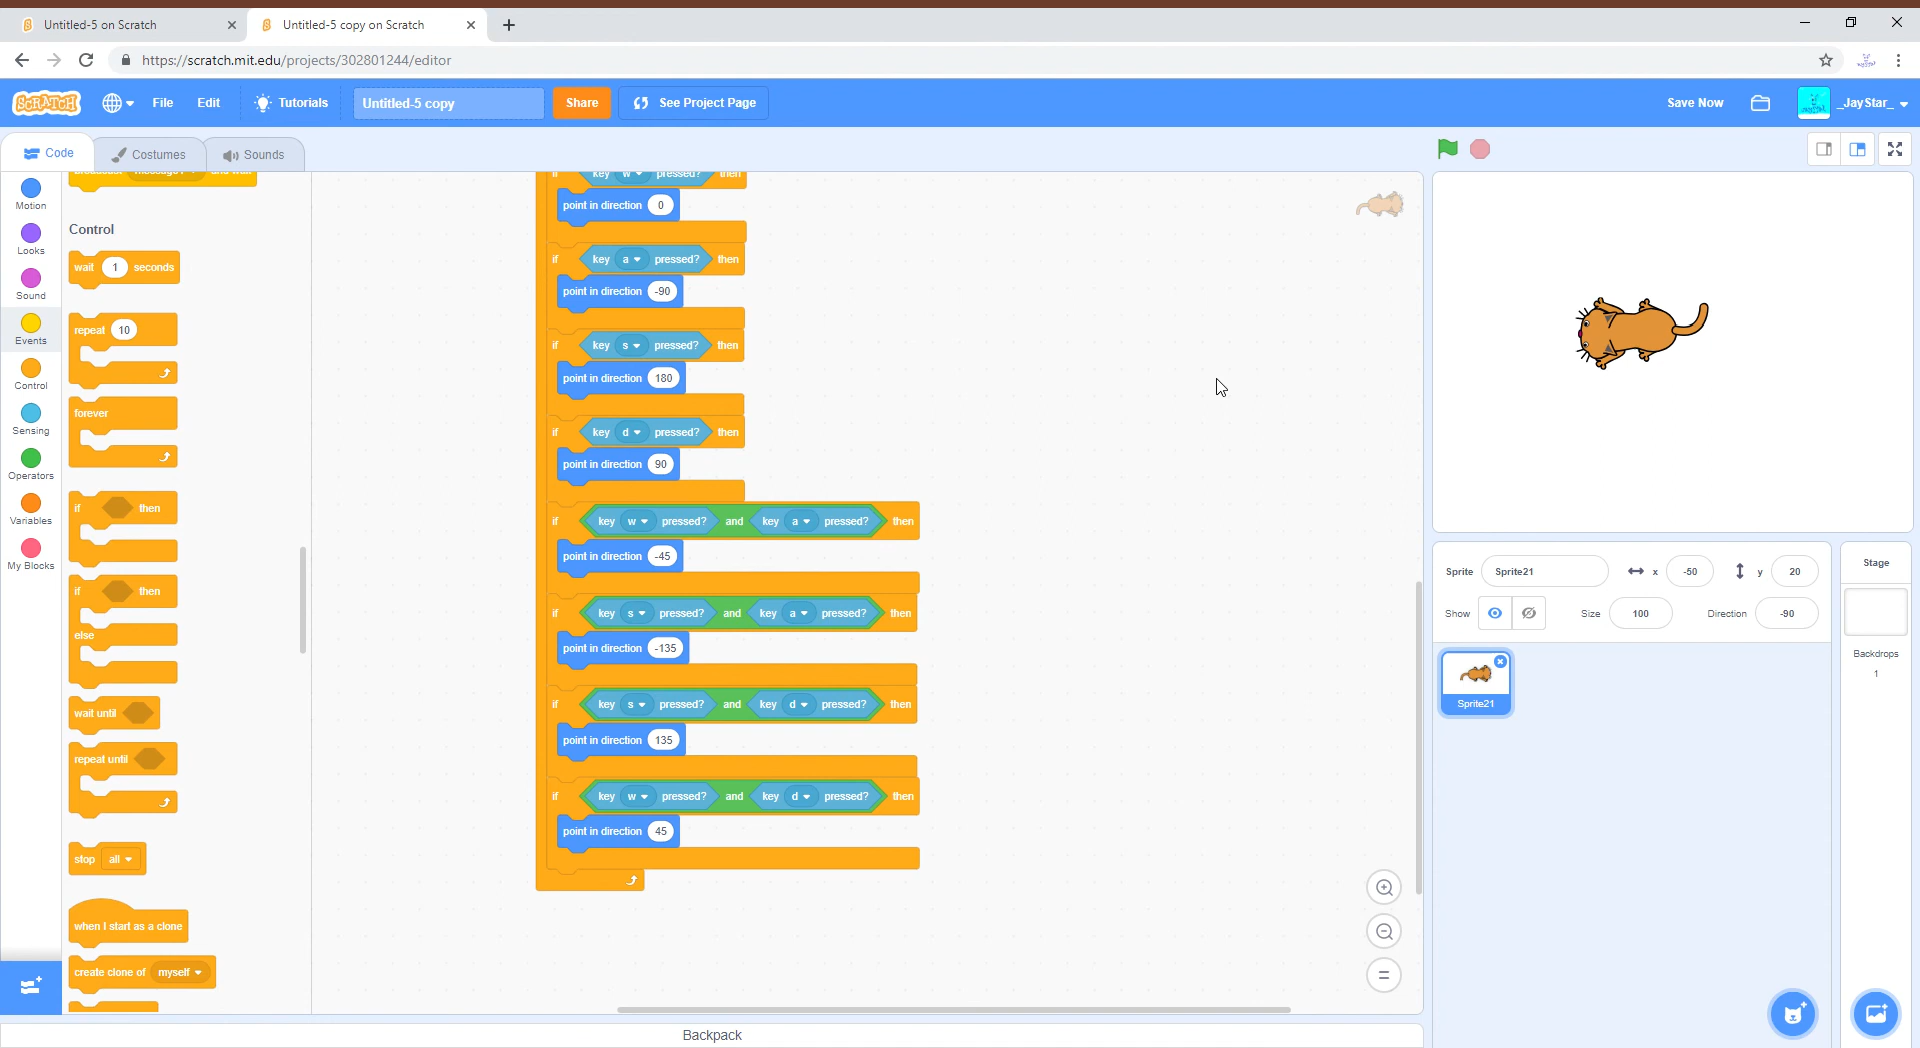 Untitled-5 on Scratch
Untitled-5 copy on Scratch
https://scratch.mit.edu/projects/302801244/editor
SCRATCH
File
Edit
Tutorials
Untitled-5 copy
Share
See Project Page
Save Now
_JayStar_
Code
Costumes
Sounds
Motion
Looks
Sound
Events
Control
Sensing
Operators
Variables
My Blocks
Control
wait 1 seconds
repeat 10
forever
if then
if then
else
wait until
repeat until
stop all
when I start as a clone
create clone of myself
if key w pressed? then
point in direction 0
if key a pressed? then
point in direction -90
if key s pressed? then
point in direction 180
if key d pressed? then
point in direction 90
if key w pressed? and key a pressed? then
point in direction -45
if key s pressed? and key a pressed? then
point in direction -135
if key s pressed? and key d pressed? then
point in direction 135
if key w pressed? and key d pressed? then
point in direction 45
Backpack
Sprite Sprite21 x -50 y 20
Show Size 100 Direction -90
Sprite21
Stage
Backdrops
1